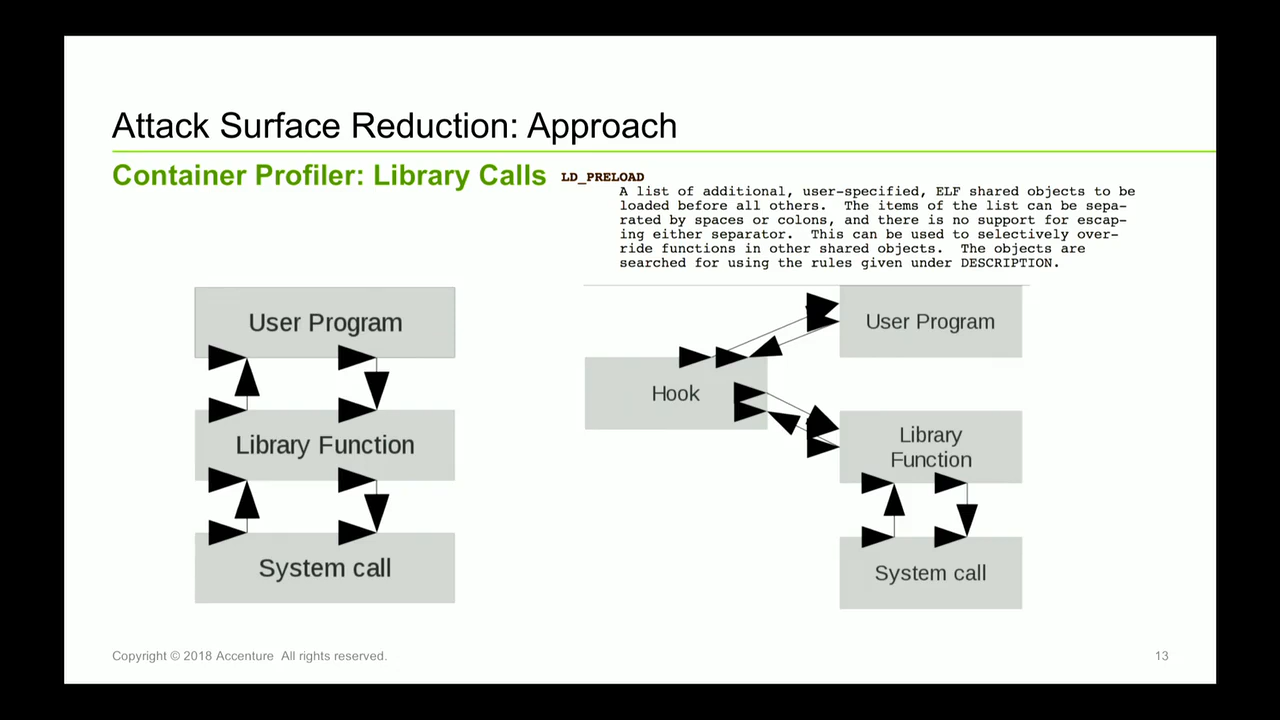 Attack Surface Reduction: Approach
Container Profiler: Library Calls
LD_PRELOAD
A list of additional, user-specified, ELF shared objects to be
loaded before all others.  The items of the list can be sepa-
rated by spaces or colons, and there is no support for escap-
ing either separator.  This can be used to selectively over-
ride functions in other shared objects.  The objects are
searched for using the rules given under DESCRIPTION.
User Program
Library Function
System call
User Program
Hook
Library
Function
System call
Copyright © 2018 Accenture  All rights reserved.
13